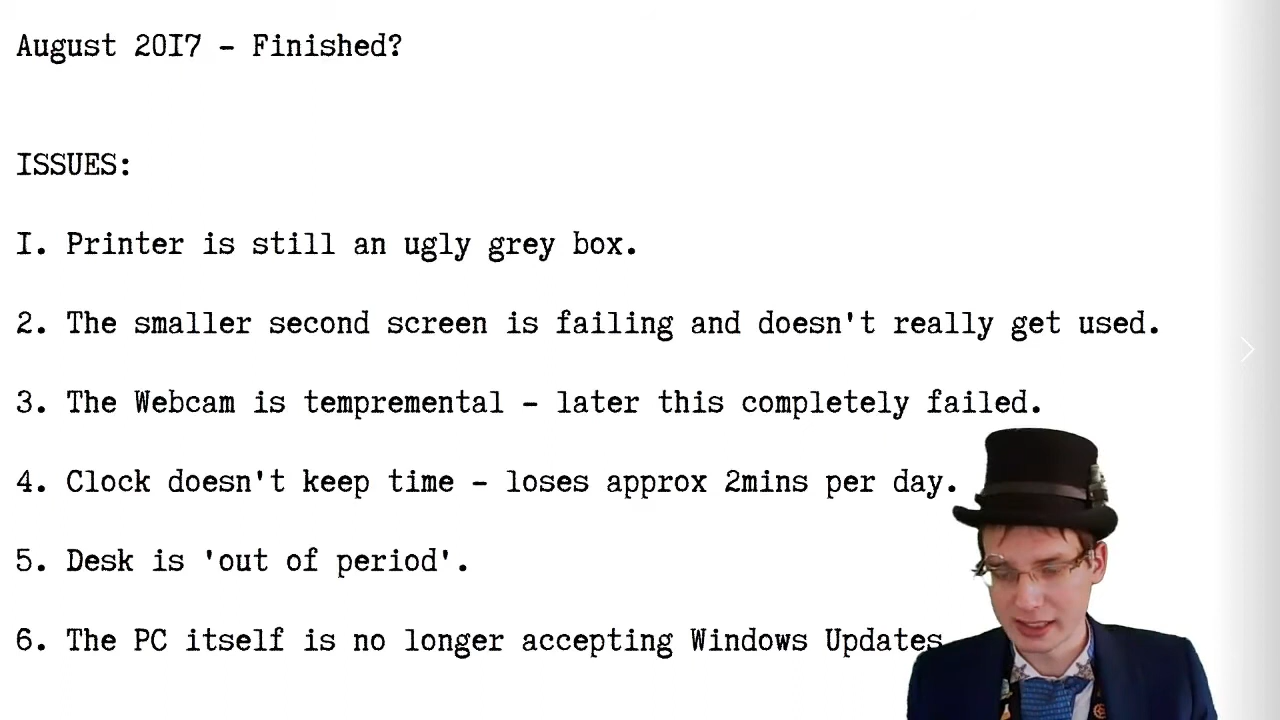 August 2017 - Finished?
ISSUES:
1. Printer is still an ugly grey box.
2. The smaller second screen is failing and doesn't really get used.
3. The Webcam is tempremental - later this completely failed.
4. Clock doesn't keep time - loses approx 2mins per day.
5. Desk is 'out of period'.
6. The PC itself is no longer accepting Windows Updates